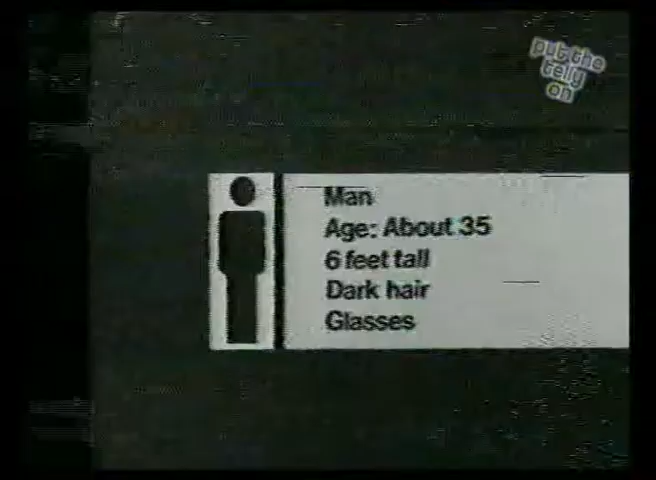 put the
telly
on
Man
Age: About 35
6 feet tall
Dark hair
Glasses